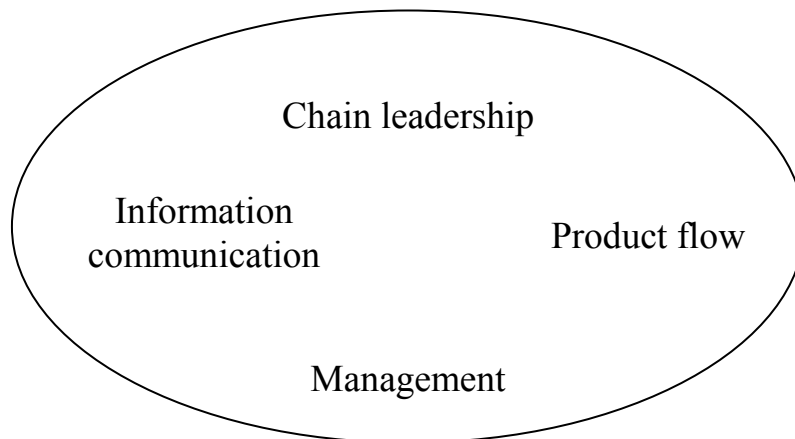 Chain leadership
Information
communication
Product flow
Management